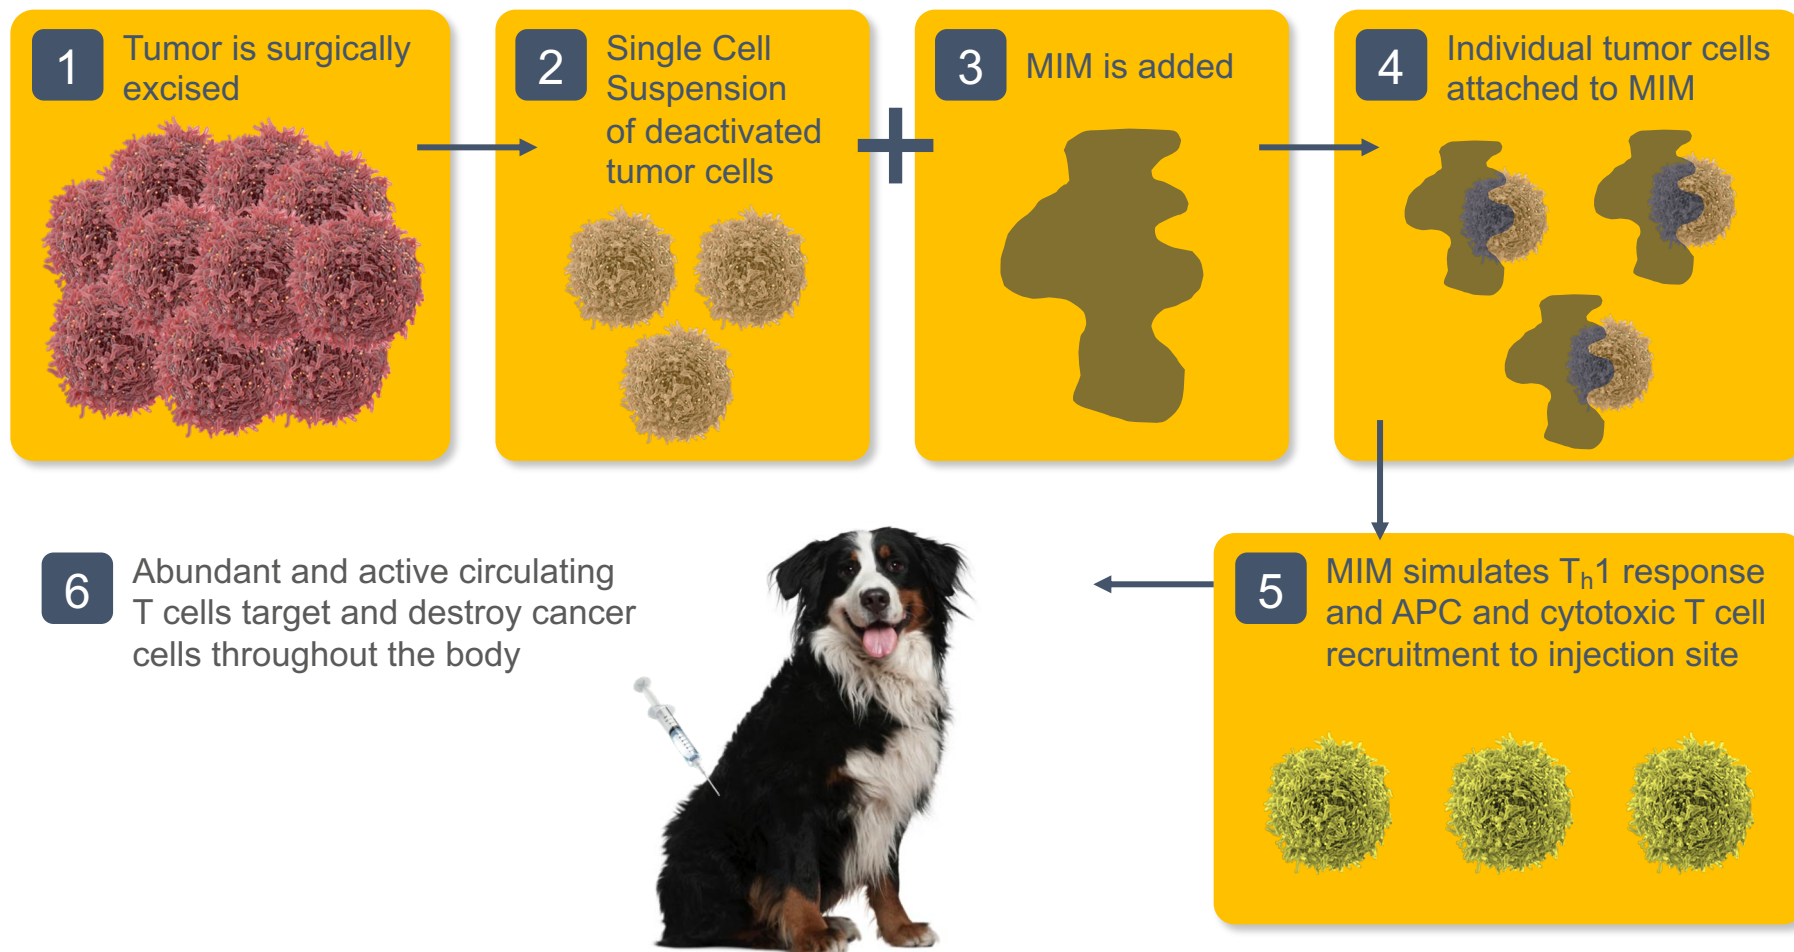 1
Tumor is surgically
excised
2
Single Cell
Suspension
of deactivated
tumor cells
+
3
MIM is added
4
Individual tumor cells
attached to MIM
5
MIM simulates Th1 response
and APC and cytotoxic T cell
recruitment to injection site
6
Abundant and active circulating
T cells target and destroy cancer
cells throughout the body